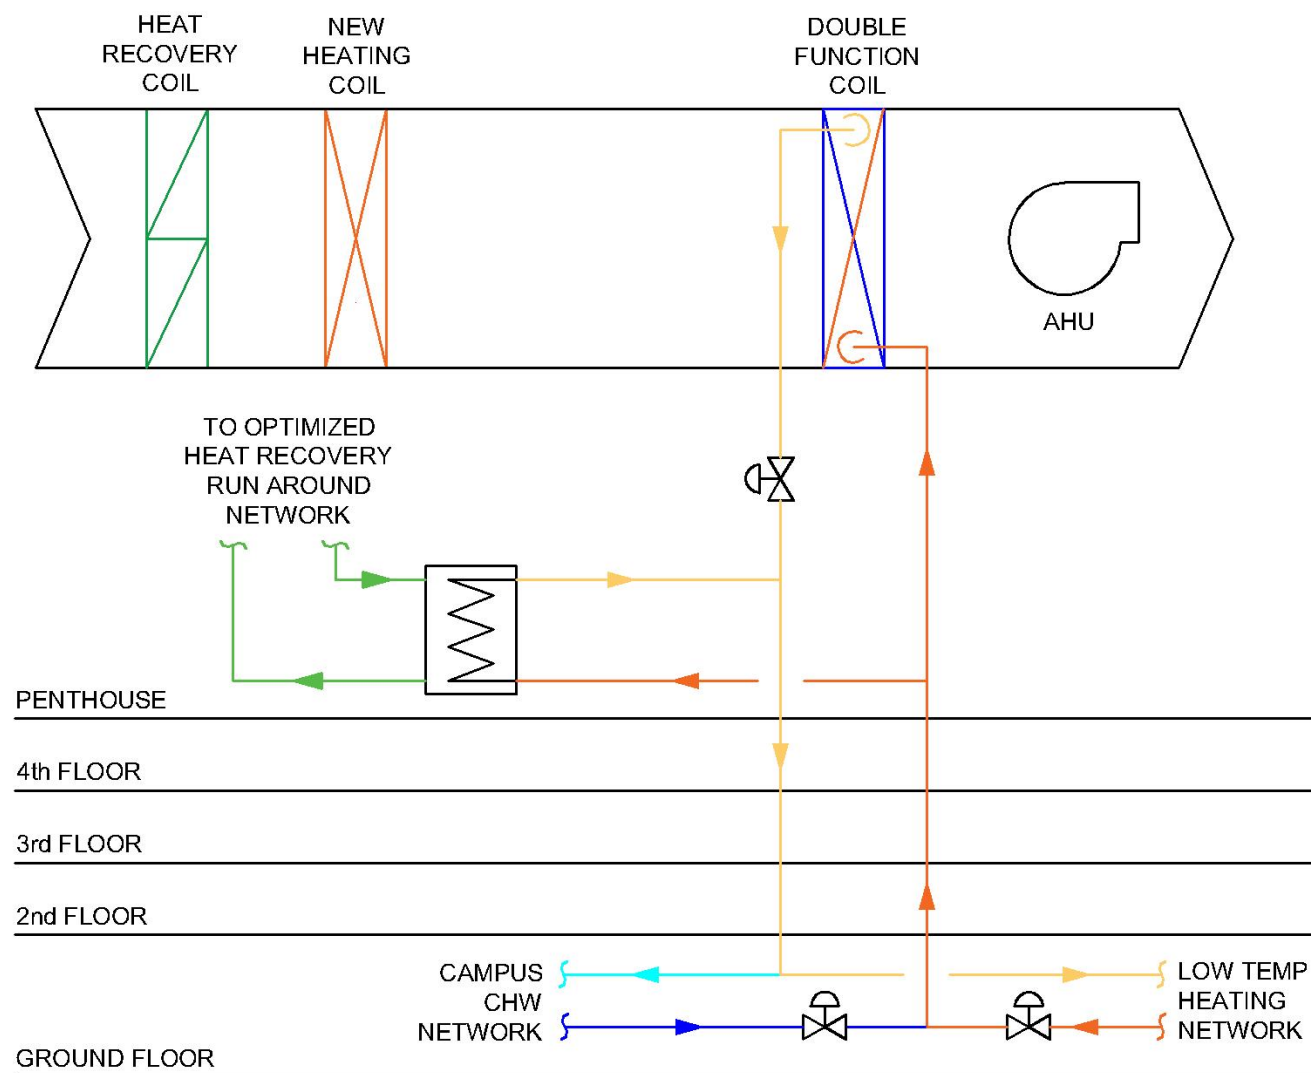 HEAT
RECOVERY
COIL
NEW
HEATING
COIL
DOUBLE
FUNCTION
COIL
AHU
TO OPTIMIZED
HEAT RECOVERY
RUN AROUND
NETWORK
PENTHOUSE
4th FLOOR
3rd FLOOR
2nd FLOOR
CAMPUS
CHW
NETWORK
LOW TEMP
HEATING
NETWORK
GROUND FLOOR